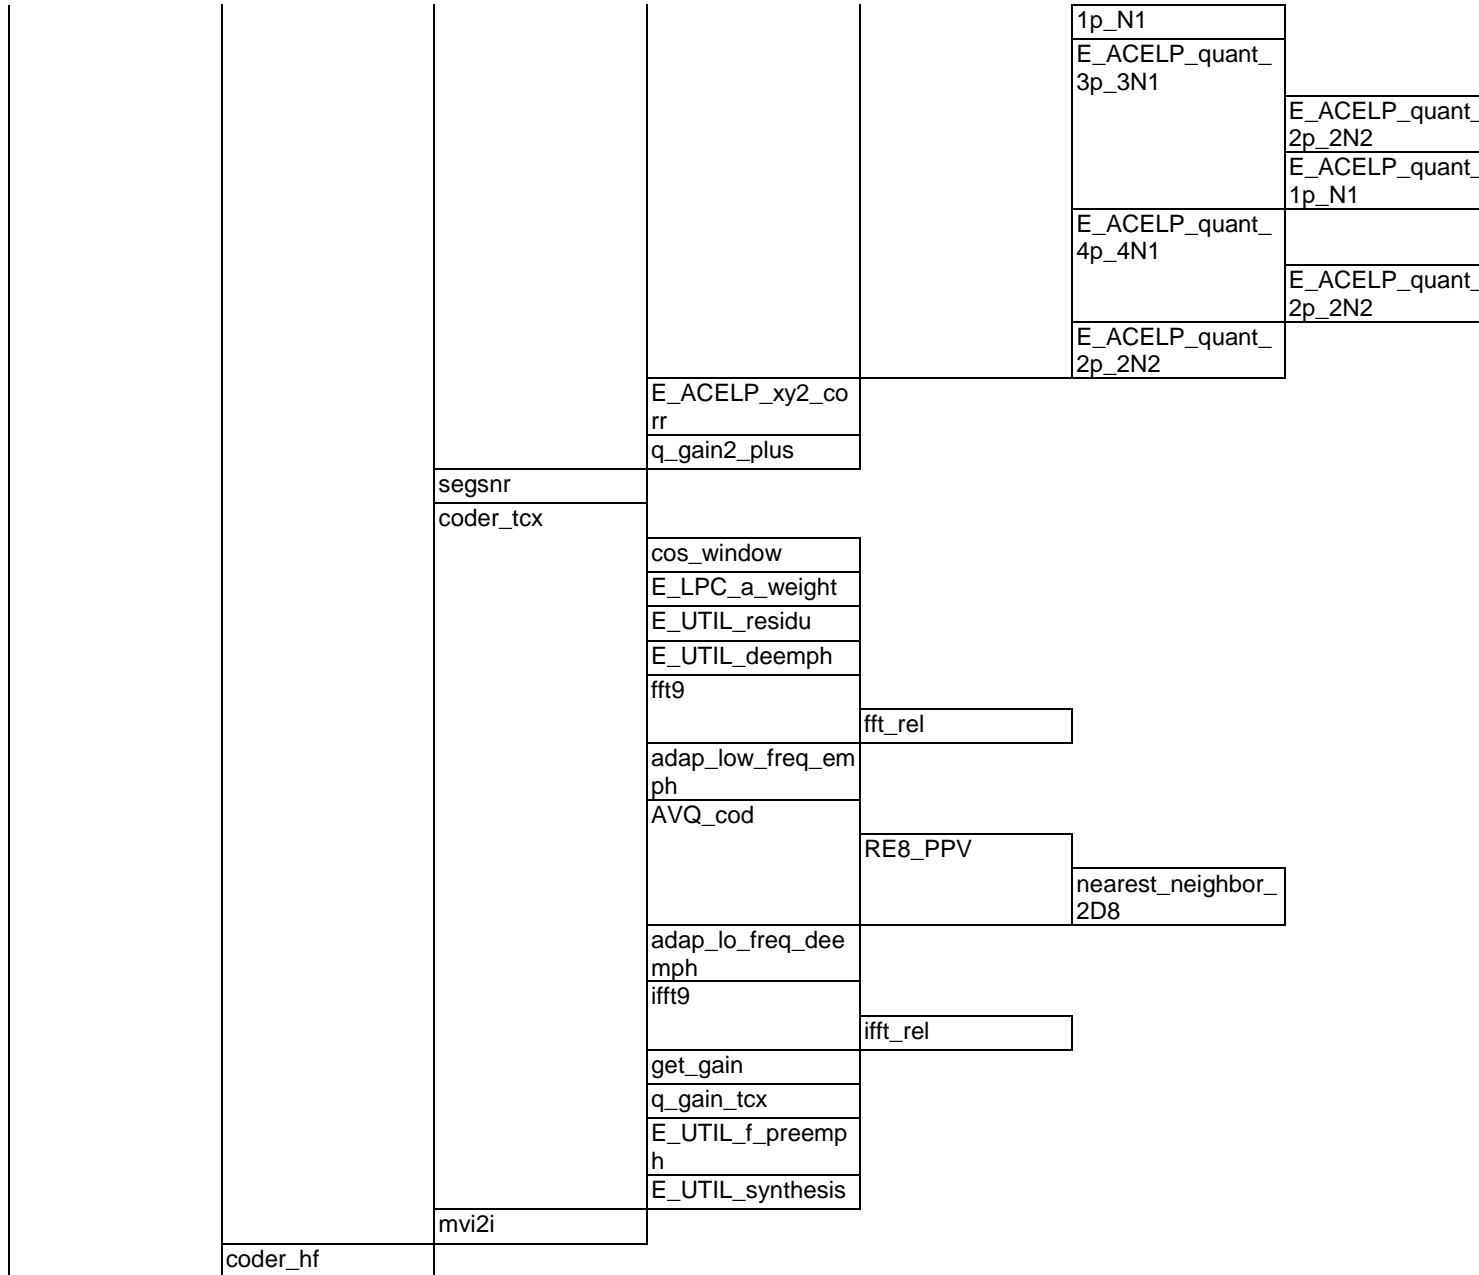 1p_N1
E_ACELP_quant_
3p_3N1
E_ACELP_quant_
2p_2N2
E_ACELP_quant_
1p_N1
E_ACELP_quant_
4p_4N1
E_ACELP_quant_
2p_2N2
E_ACELP_quant_
2p_2N2
E_ACELP_xy2_co
rr
q_gain2_plus
segsnr
coder_tcx
cos_window
E_LPC_a_weight
E_UTIL_residu
E_UTIL_deemph
fft9
fft_rel
adap_low_freq_em
ph
AVQ_cod
RE8_PPV
nearest_neighbor_
2D8
adap_lo_freq_dee
mph
ifft9
ifft_rel
get_gain
q_gain_tcx
E_UTIL_f_preemp
h
E_UTIL_synthesis
mvi2i
coder_hf